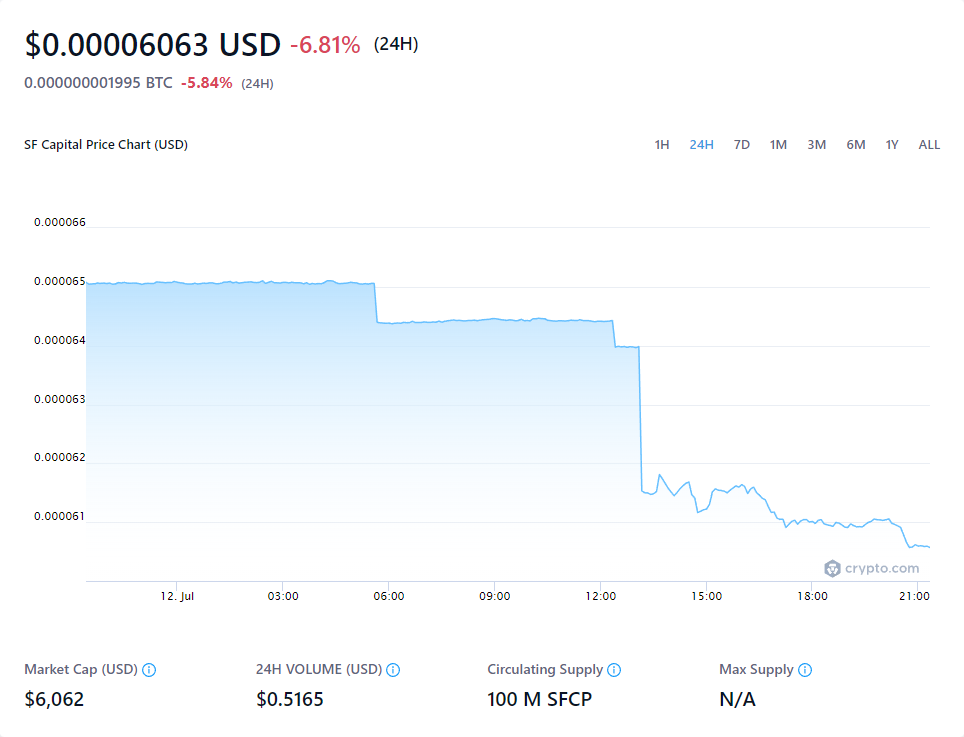 $0.00006063 USD -6.81% (24H)
0.000000001995 BTC -5.84% (24H)
SF Capital Price Chart (USD) 1H 24H 7D 1M 3M 6M 1Y ALL
0.000066
0.000065
0.000064
0.000063
0.000062
0.000061
crypto.com
12. Jul 03:00 06:00 09:00 12:00 15:00 18:00 21:00
Market Cap (USD) 24H VOLUME (USD) Circulating Supply Max Supply
$6,062 $0.5165 100 M SFCP N/A